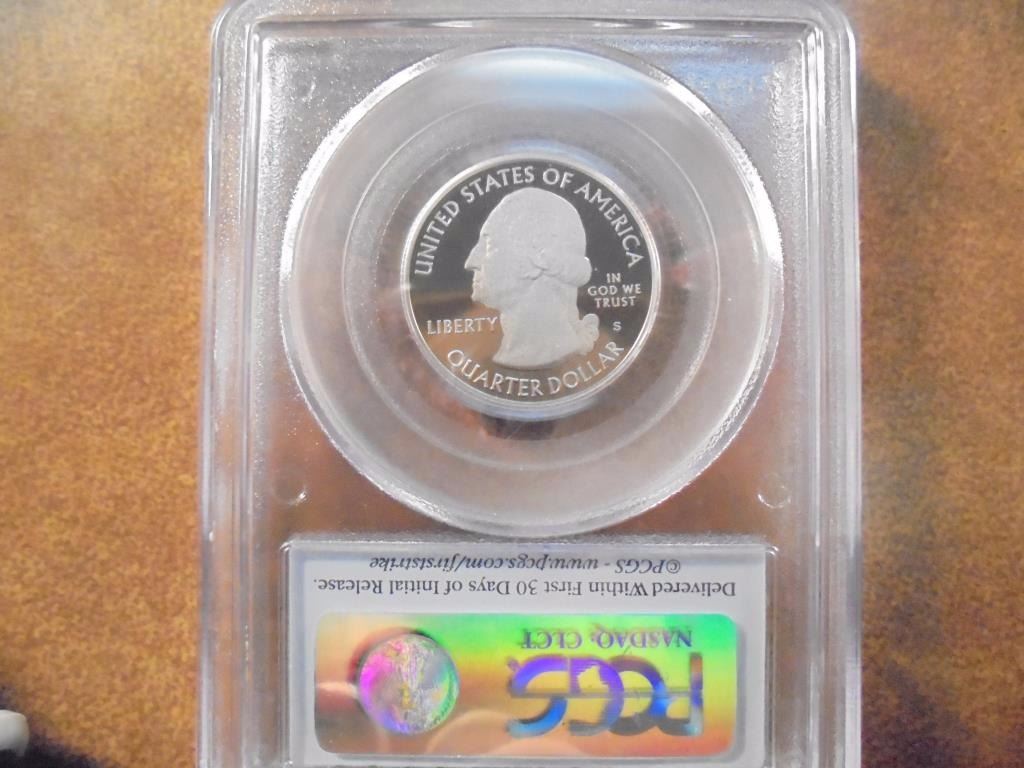 UNITED STATES OF AMERICA
IN
GOD WE
TRUST
LIBERTY
S
QUARTER DOLLAR
PCGS
NASDAQ: CLCT
Delivered Within First 30 Days of Initial Release.
©PCGS - www.pcgs.com/firststrike